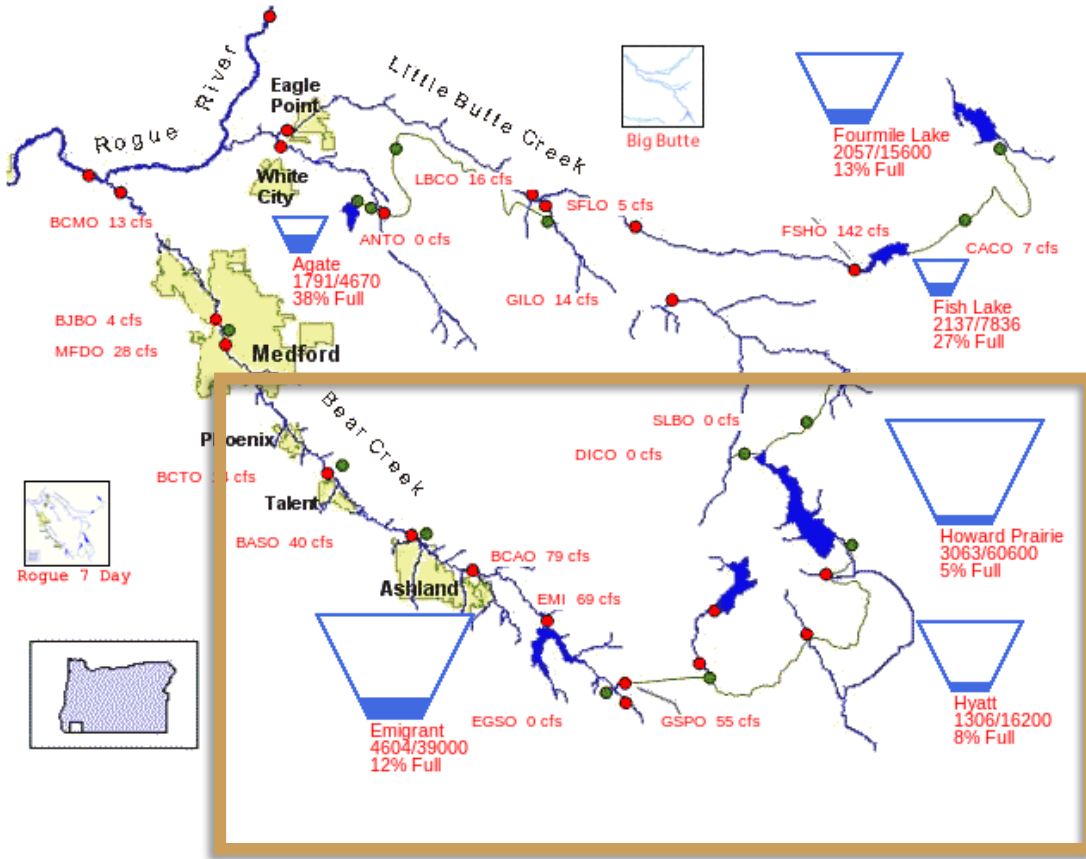 Rogue River
Eagle
Point
Little Butte Creek
Big Butte
Fourmile Lake
2057/15600
13% Full
White
City
LBCO 16 cfs
SFLO 5 cfs
BCMO 13 cfs
ANTO 0 cfs
FSHO 142 cfs
CACO 7 cfs
Agate
1791/4670
38% Full
GILO 14cfs
Fish Lake
2137/7836
27% Full
BJBO 4 cfs
MFDO 28 cfs
Medford
Bear Creek
SLBO 0 cfs
Phoenix
DICO 0 cfs
BCTO cfs
Talent
Howard Prairie
3063/60600
5% Full
BASO 40 cfs
BCAO 79 cfs
Rogue 7 Day
Ashland
EMI 69 cfs
EGSO 0 cfs
GSPO 55 cfs
Hyatt
1306/16200
8% Full
Emigrant
4604/39000
12% Full